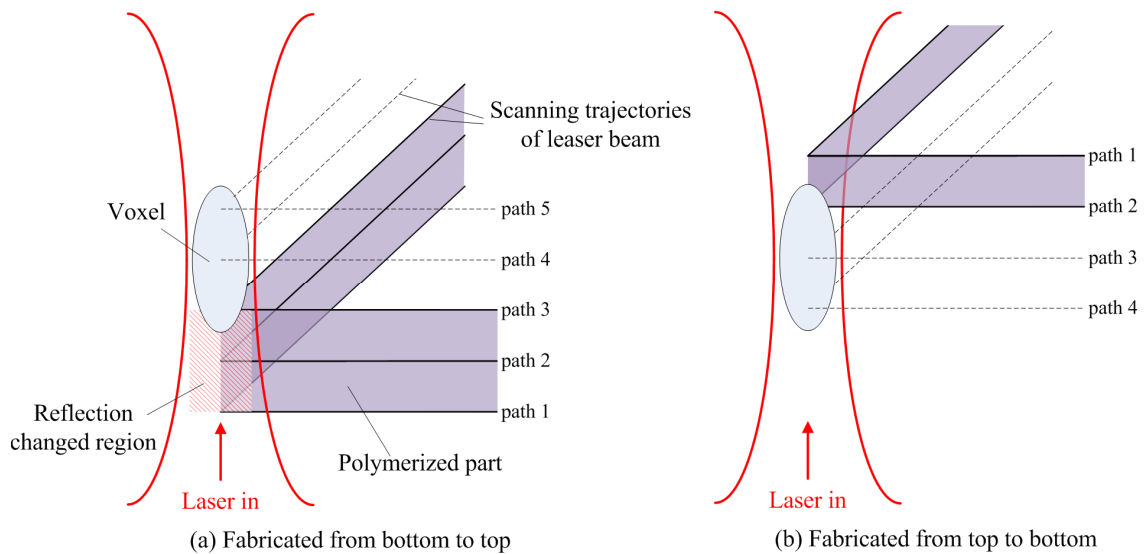 Scanning trajectories
of leaser beam
Voxel
path 5
path 4
path 3
path 2
path 1
Reflection
changed region
Polymerized part
Laser in
(a) Fabricated from bottom to top
path 1
path 2
path 3
path 4
Laser in
(b) Fabricated from top to bottom